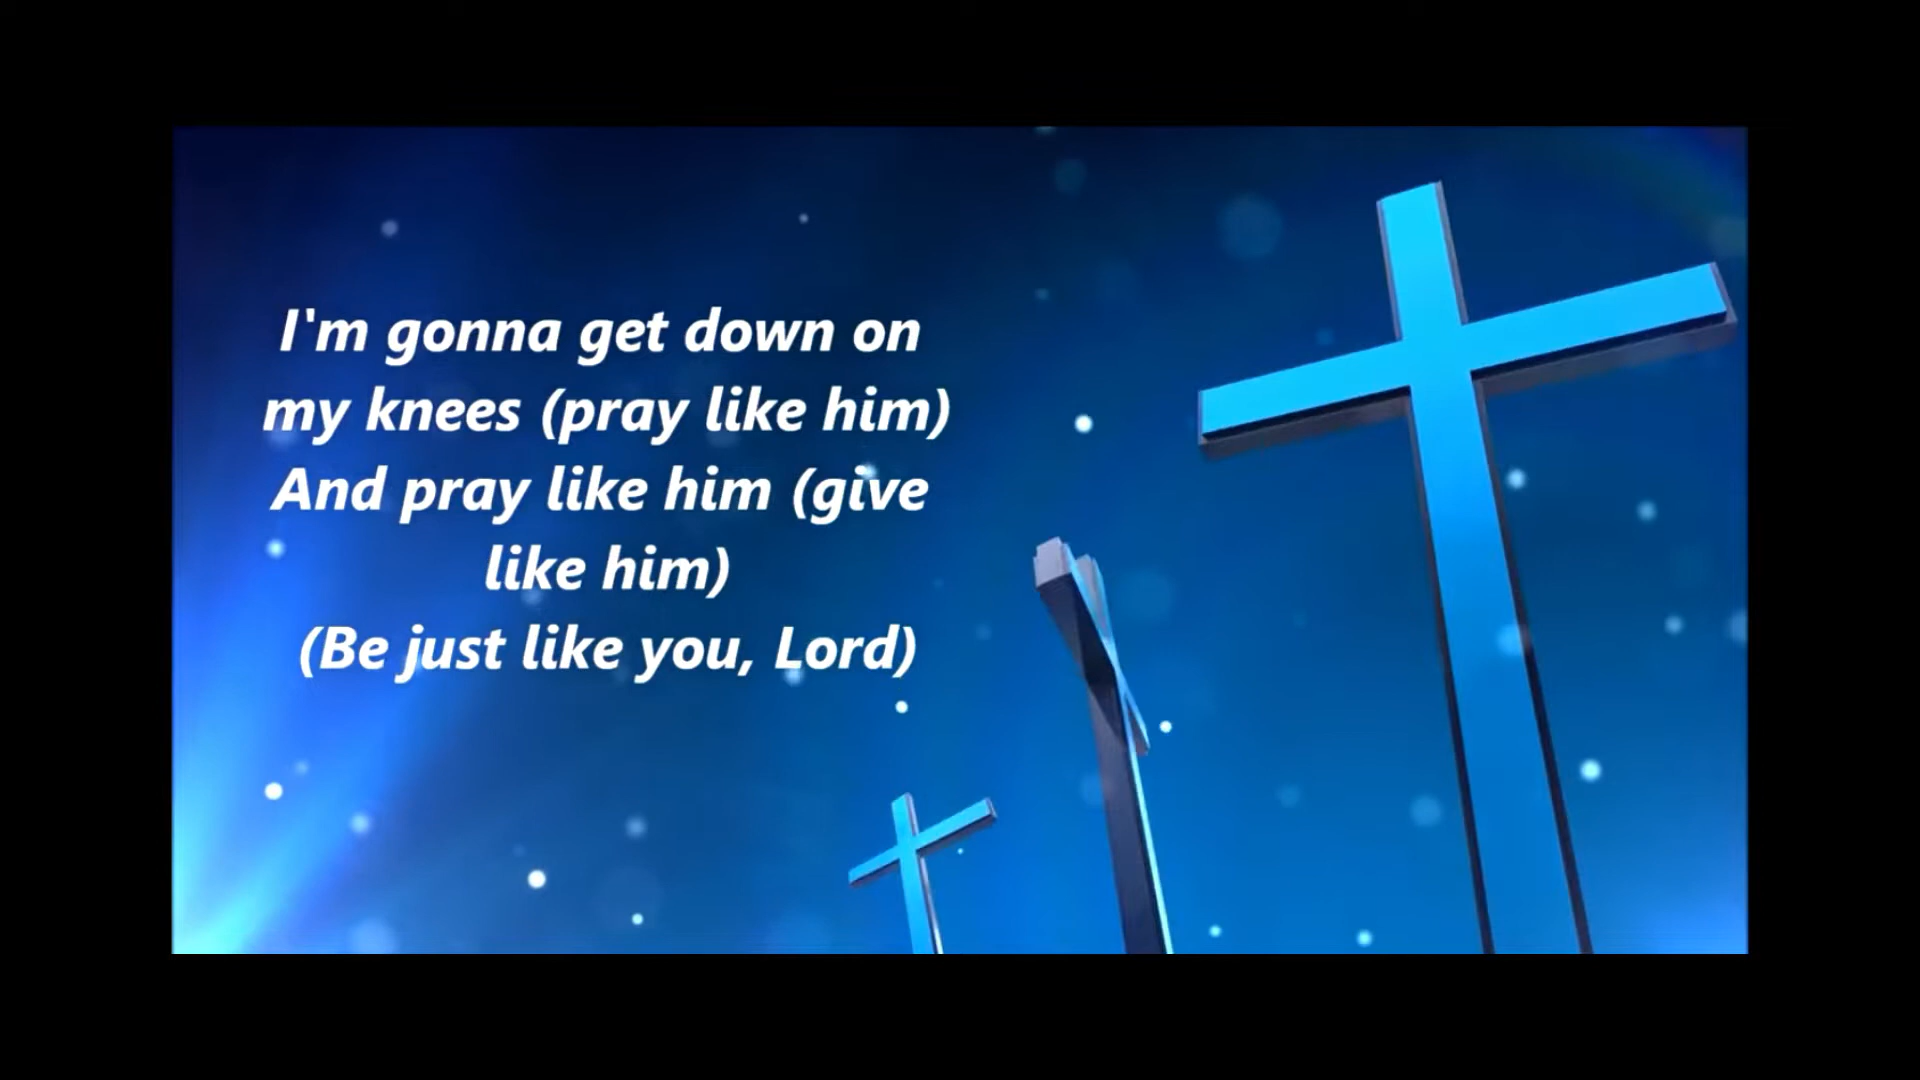 I'm gonna get down on
my knees (pray like him)
And pray like him (give
like him)
(Be just like you, Lord)